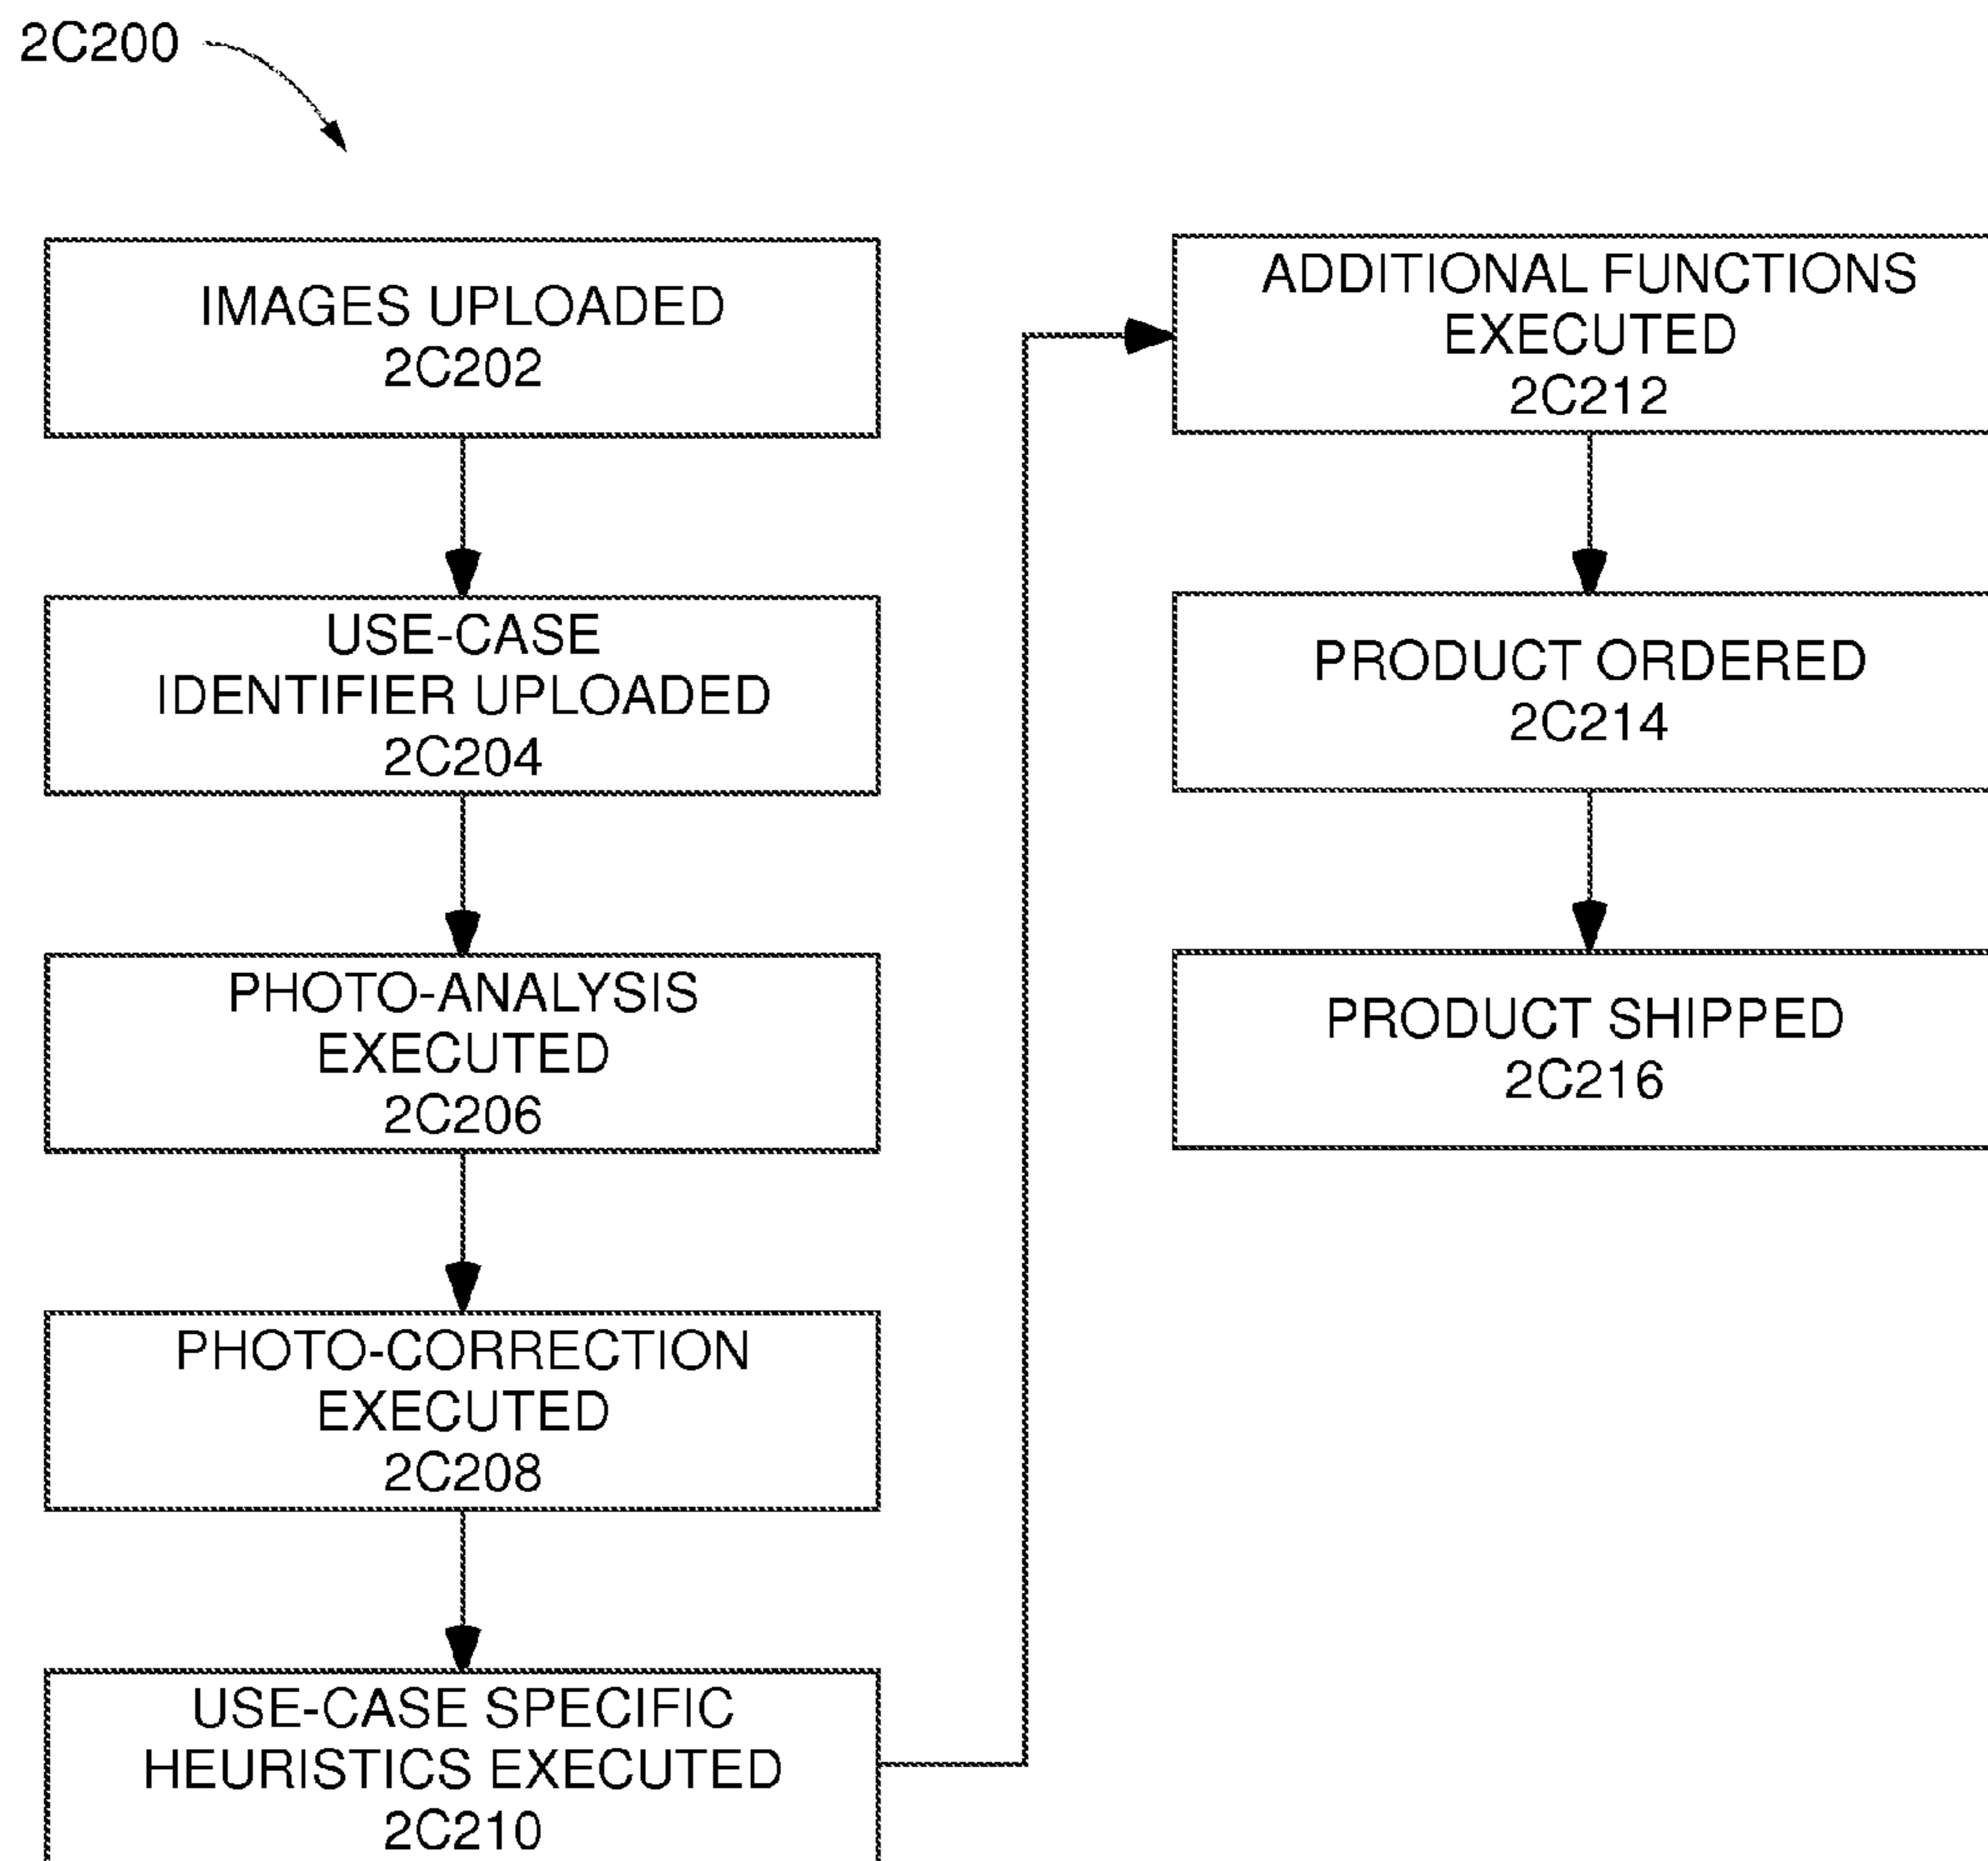 2C200
IMAGES UPLOADED
2C202
USE-CASE
IDENTIFIER UPLOADED
2C204
PHOTO-ANALYSIS
EXECUTED
2C206
PHOTO-CORRECTION
EXECUTED
2C208
USE-CASE SPECIFIC
HEURISTICS EXECUTED
2C210
ADDITIONAL FUNCTIONS
EXECUTED
2C212
PRODUCT ORDERED
2C214
PRODUCT SHIPPED
2C216